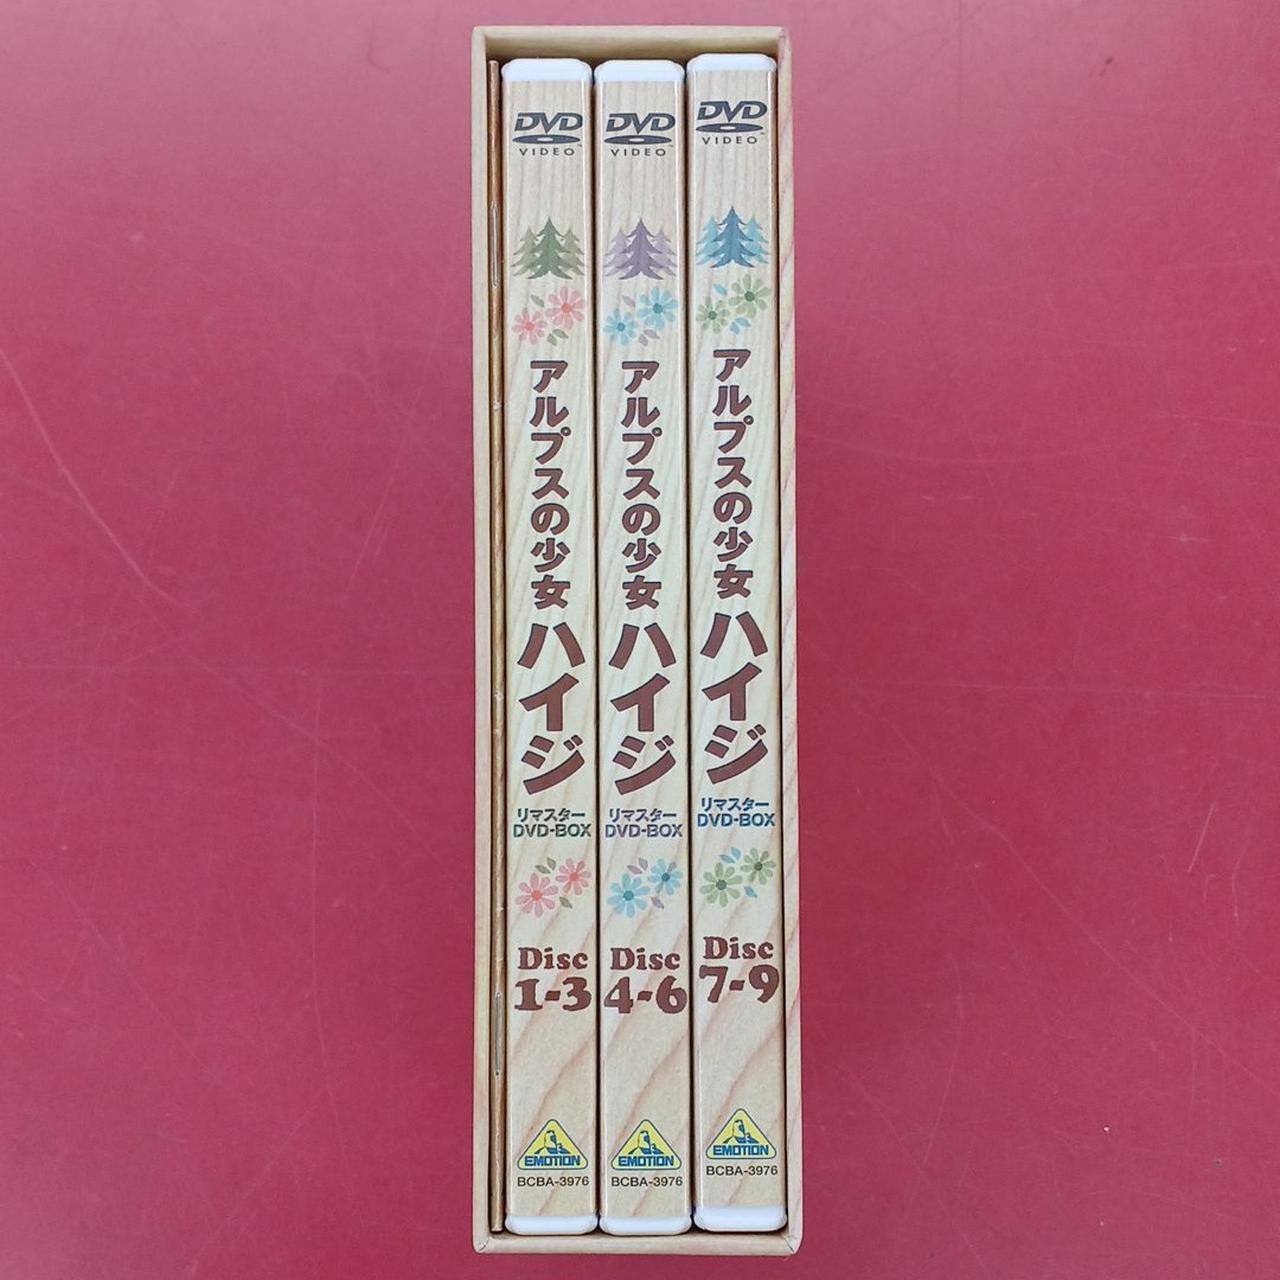 DVD
VIDEO
アルプスの少女
ハイジ
リマスター
DVD-BOX
Disc
1-3
EMOTION
BCBA-3976
DVD
VIDEO
アルプスの少女
ハイジ
リマスター
DVD-BOX
Disc
4-6
EMOTION
BCBA-3976
DVD
VIDEO
アルプスの少女
ハイジ
リマスター
DVD-BOX
Disc
7-9
EMOTION
BCBA-3976